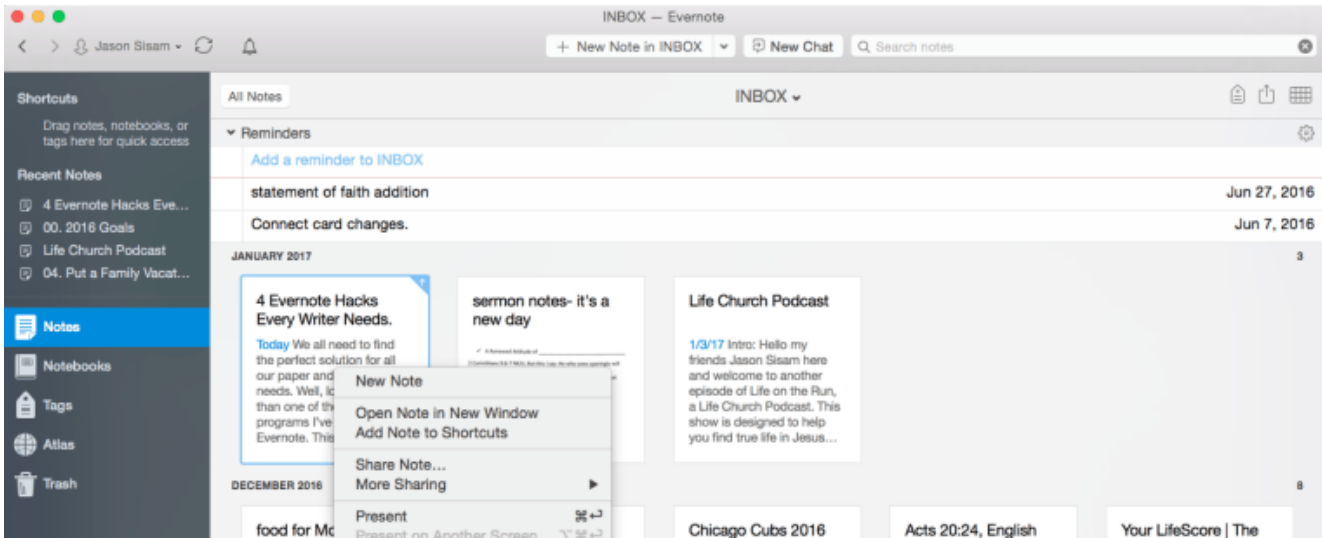 INBOX — Evernote
Jason Sisam
+ New Note in INBOX
New Chat
Search notes
Shortcuts
Drag notes, notebooks, or
tags here for quick access
Recent Notes
4 Evernote Hacks Eve...
00. 2016 Goals
Life Church Podcast
04. Put a Family Vacat...
Notes
Notebooks
Tags
Atlas
Trash
All Notes
INBOX
Reminders
Add a reminder to INBOX
statement of faith addition Jun 27, 2016
Connect card changes. Jun 7, 2016
JANUARY 2017 3
4 Evernote Hacks
Every Writer Needs.
Today We all need to find
the perfect solution for all
our paper and
needs. Well, lo
than one of th
programs I've
Evernote. This
sermon notes- it's a
new day
✓ A Renewed Attitude of
Life Church Podcast
1/3/17 Intro: Hello my
friends Jason Sisam here
and welcome to another
episode of Life on the Run,
a Life Church Podcast. This
show is designed to help
you find true life in Jesus...
New Note
Open Note in New Window
Add Note to Shortcuts
Share Note...
More Sharing ▶
Present ⌘↩
Present on Another Screen ⌥⌘↩
DECEMBER 2016 8
food for Mo
Chicago Cubs 2016
Acts 20:24, English
Your LifeScore | The